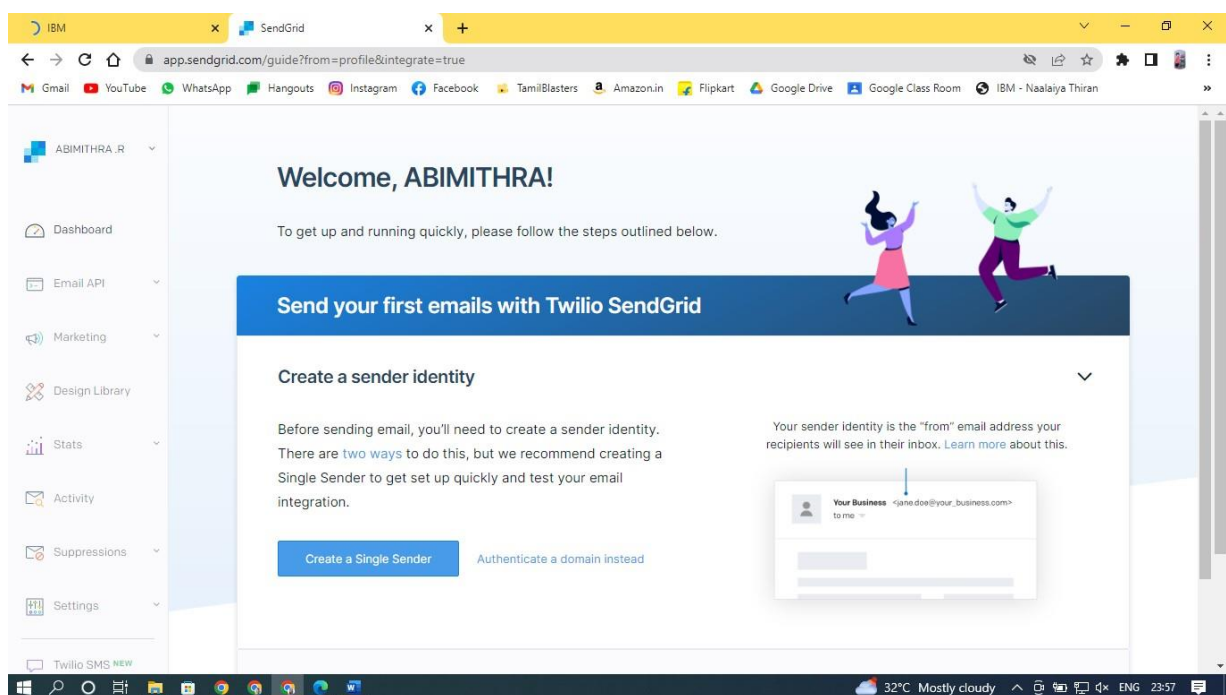 IBM
SendGrid
app.sendgrid.com/guide?from=profile&integrate=true
Gmail YouTube WhatsApp Hangouts Instagram Facebook TamilBlasters Amazon.in Flipkart Google Drive Google Class Room IBM - Naalaiya Thiran
ABIMITHRA .R
Dashboard
Email API
Marketing
Design Library
Stats
Activity
Suppressions
Settings
Twilio SMS NEW
Welcome, ABIMITHRA!
To get up and running quickly, please follow the steps outlined below.
Send your first emails with Twilio SendGrid
Create a sender identity
Before sending email, you'll need to create a sender identity.
There are two ways to do this, but we recommend creating a
Single Sender to get set up quickly and test your email
integration.
Create a Single Sender
Authenticate a domain instead
Your sender identity is the "from" email address your
recipients will see in their inbox. Learn more about this.
Your Business <jane.doe@your_business.com>
to me
32°C Mostly cloudy
ENG
23:57